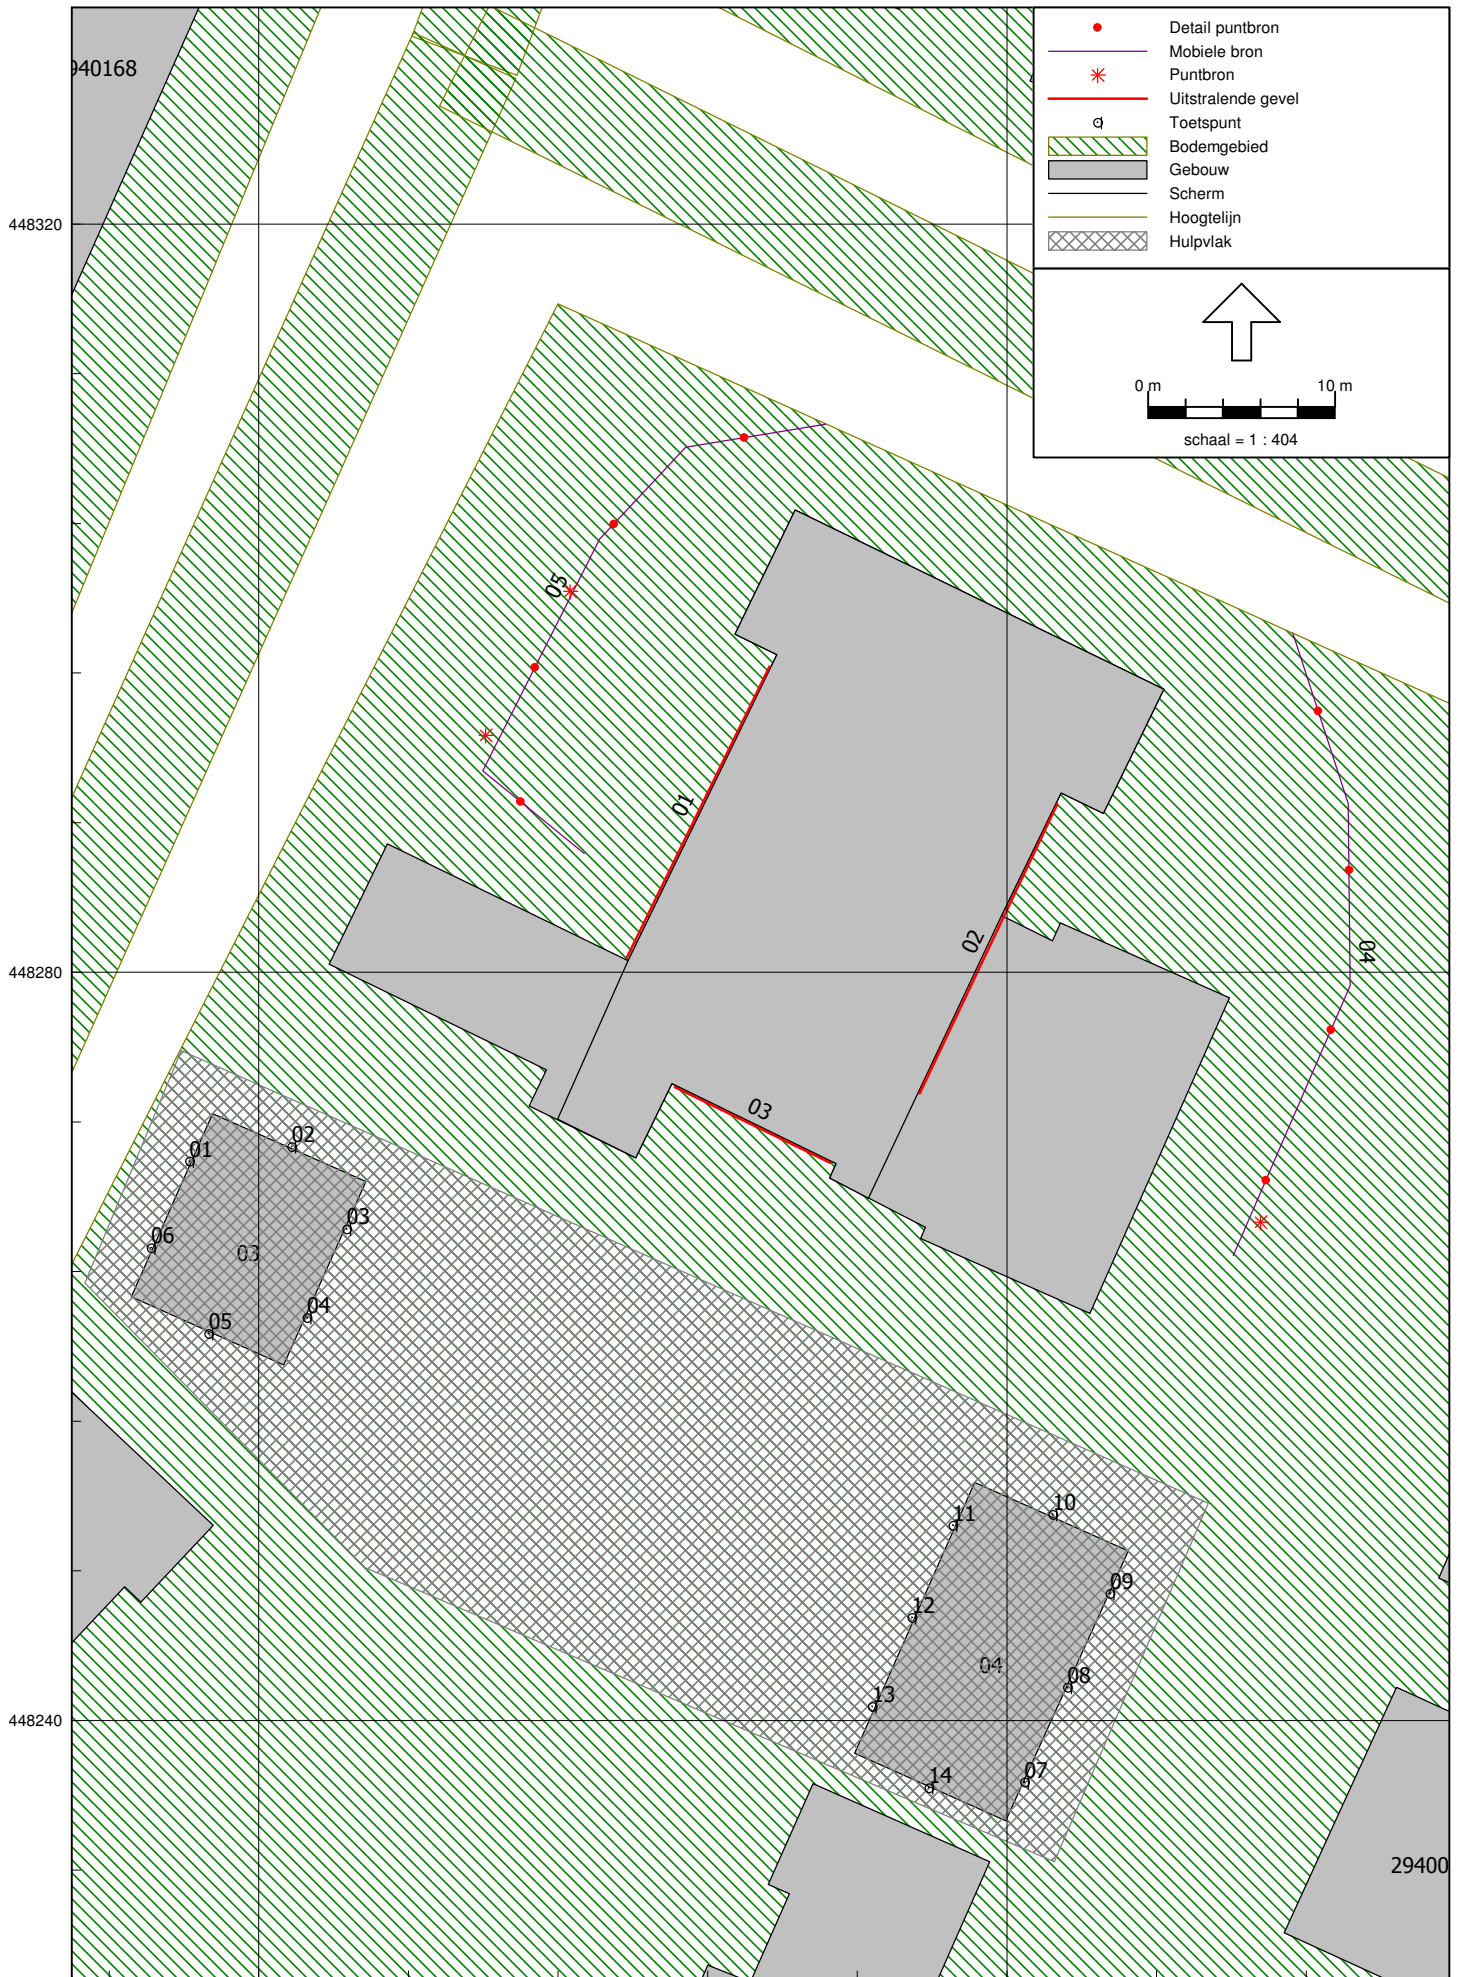 940168
Detail puntbron
Mobiele bron
Puntbron
Uitstralende gevel
Toetspunt
Bodemgebied
Gebouw
Scherm
Hoogtelijn
Hulpvlak
448320
0 m 10 m
schaal = 1 : 404
05
01
02
04
448280
03
01
02
03
06
03
04
05
11
10
09
12
04
08
13
448240
14
07
29400